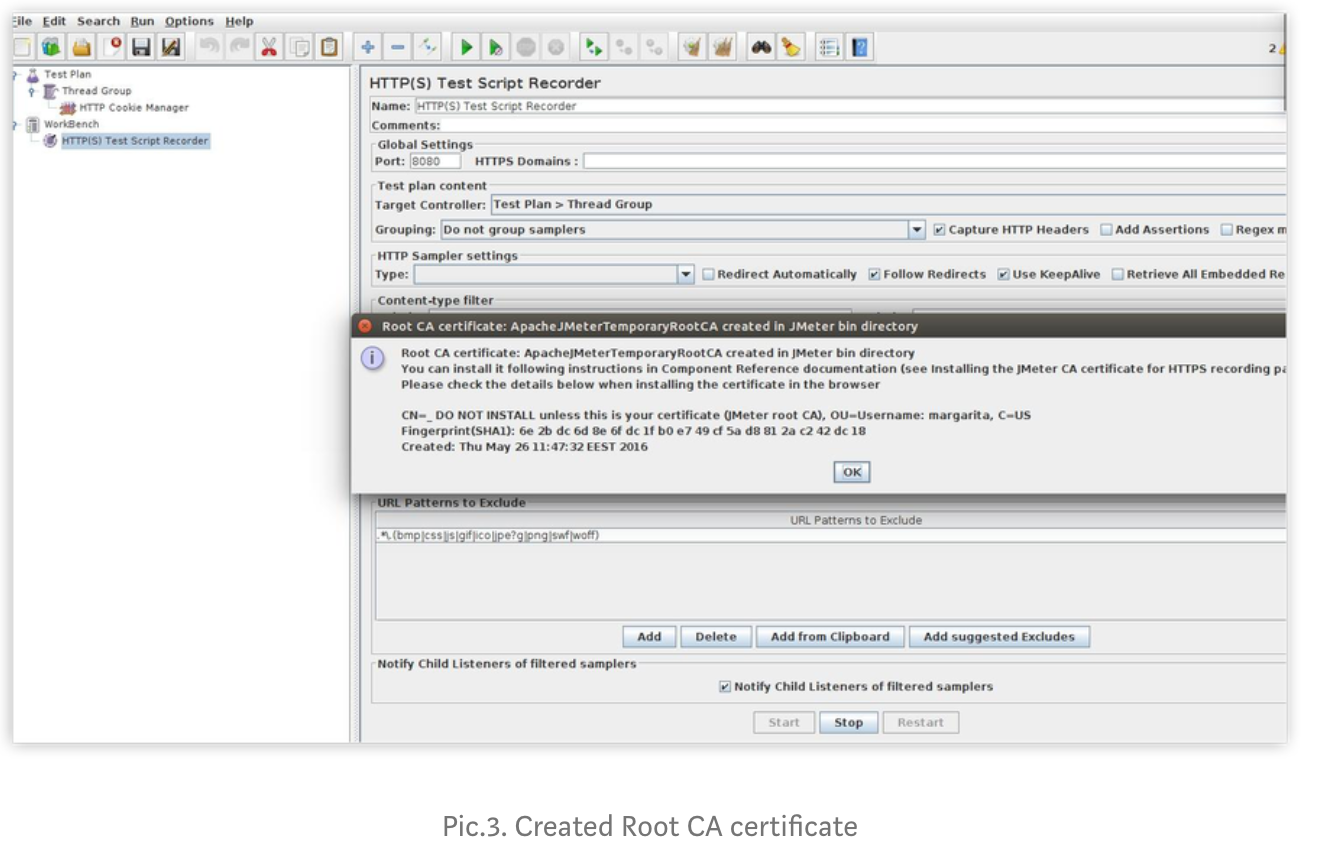 File Edit Search Run Options Help
2
Test Plan
Thread Group
HTTP Cookie Manager
WorkBench
HTTP(S) Test Script Recorder
HTTP(S) Test Script Recorder
Name: HTTP(S) Test Script Recorder
Comments:
Global Settings
Port: 8080 HTTPS Domains :
Test plan content
Target Controller: Test Plan > Thread Group
Grouping: Do not group samplers Capture HTTP Headers Add Assertions Regex m
HTTP Sampler settings
Type: Redirect Automatically Follow Redirects Use KeepAlive Retrieve All Embedded Re
Content-type filter
Root CA certificate: ApacheJMeterTemporaryRootCA created in JMeter bin directory
Root CA certificate: ApacheJMeterTemporaryRootCA created in JMeter bin directory
You can install it following instructions in Component Reference documentation (see Installing the JMeter CA certificate for HTTPS recording pa
Please check the details below when installing the certificate in the browser
CN=_ DO NOT INSTALL unless this is your certificate (JMeter root CA), OU=Username: margarita, C=US
Fingerprint(SHA1): 6e 2b dc 6d 8e 6f dc 1f b0 e7 49 cf 5a d8 81 2a c2 42 dc 18
Created: Thu May 26 11:47:32 EEST 2016
OK
URL Patterns to Exclude
URL Patterns to Exclude
.*\.(bmp|css|js|gif|ico|jpe?g|png|swf|woff)
Add Delete Add from Clipboard Add suggested Excludes
Notify Child Listeners of filtered samplers
Notify Child Listeners of filtered samplers
Start Stop Restart
Pic.3. Created Root CA certificate